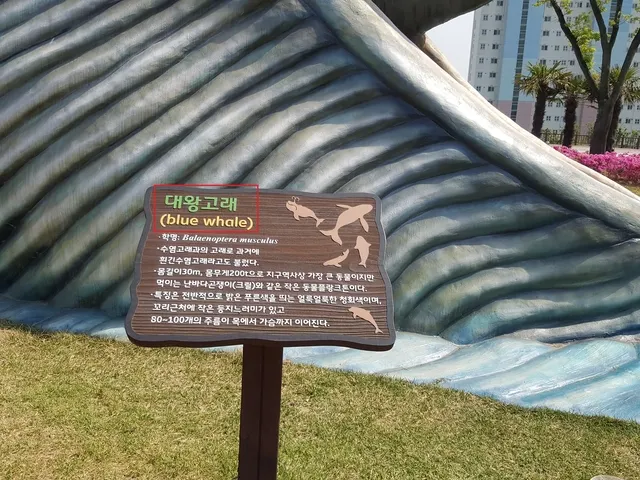 대왕고래
(blue whale)
· 학명: Balaenoptera musculus
· 수염고래과의 고래로 과거에
흰긴수염고래라고도 불렸다.
· 몸길이30m, 몸무게200t으로 지구역사상 가장 큰 동물이지만
먹이는 난바다곤쟁이(크릴)와 같은 작은 동물플랑크톤이다.
· 특징은 전반적으로 밝은 푸른색을 띄는 얼룩얼룩한 청회색이며,
꼬리근처에 작은 등지느러미가 있고
80~100개의 주름이 목에서 가슴까지 이어진다.